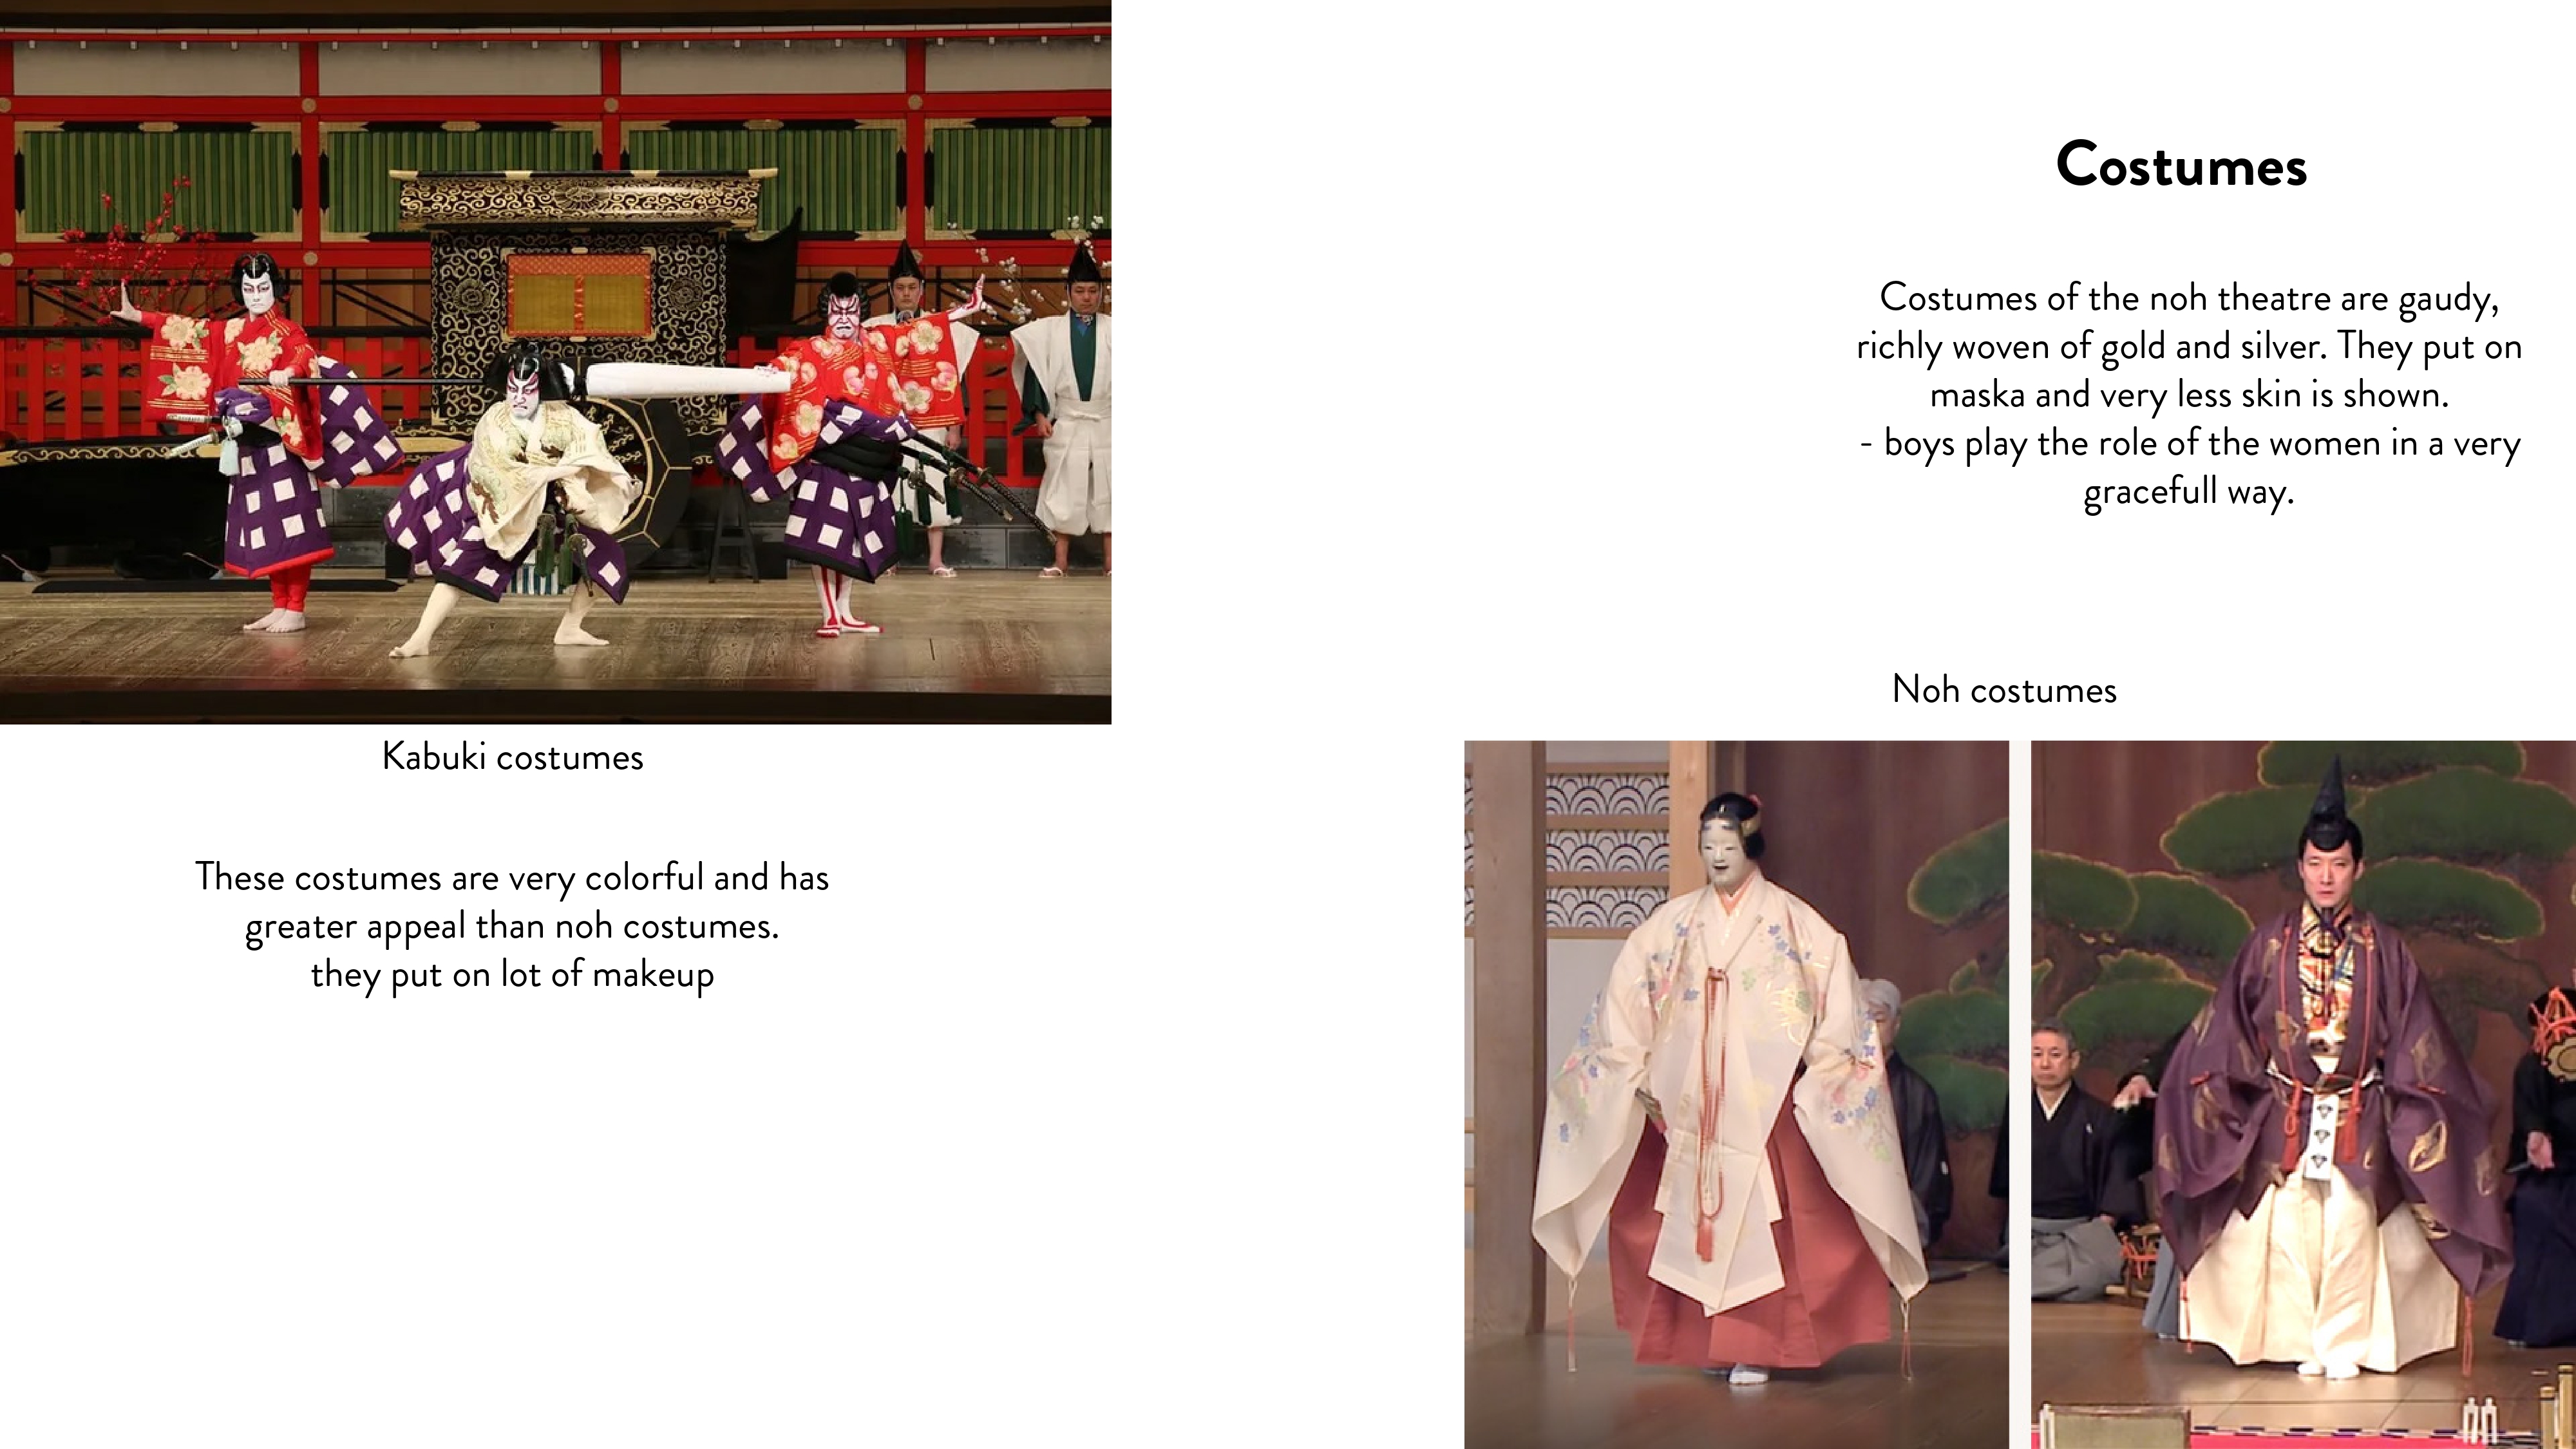 Costumes
Costumes of the noh theatre are gaudy,
richly woven of gold and silver. They put on
maska and very less skin is shown.
- boys play the role of the women in a very
gracefull way.
Noh costumes
Kabuki costumes
These costumes are very colorful and has
greater appeal than noh costumes.
they put on lot of makeup